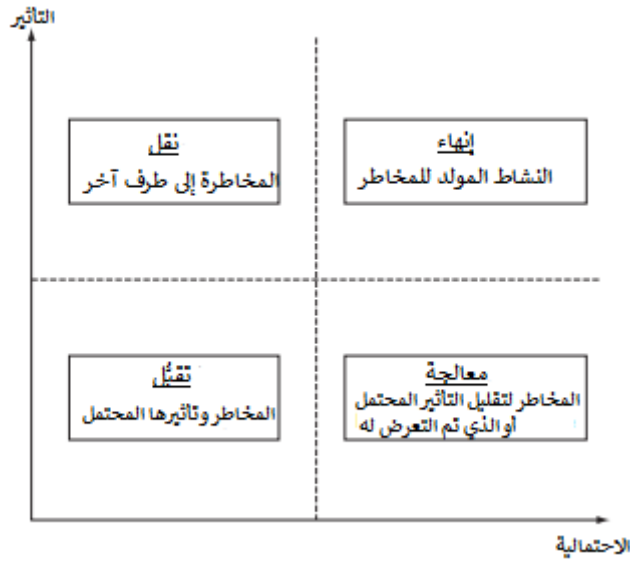 التاثير
نقل
المخاطرة إلى طرف آخر
إنهاء
النشاط المولد للمخاطر
تقبُّل
المخاطر وتأثيرها المحتمل
معالجة
المخاطر لتقليل التأثير المحتمل
أو الذي تم التعرض له
الاحتمالية